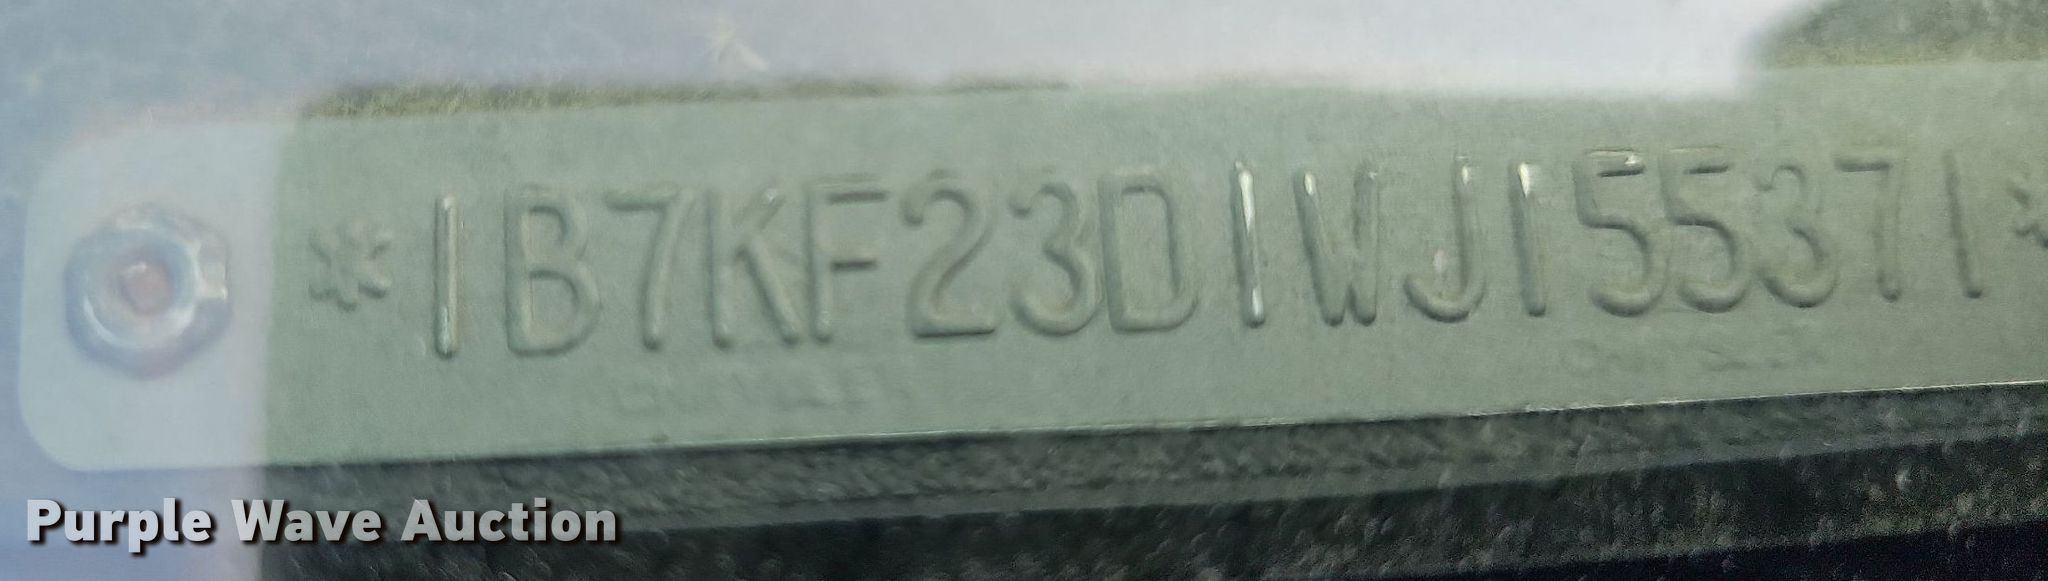 *1B7KF23D1WJ155371*
Purple Wave Auction